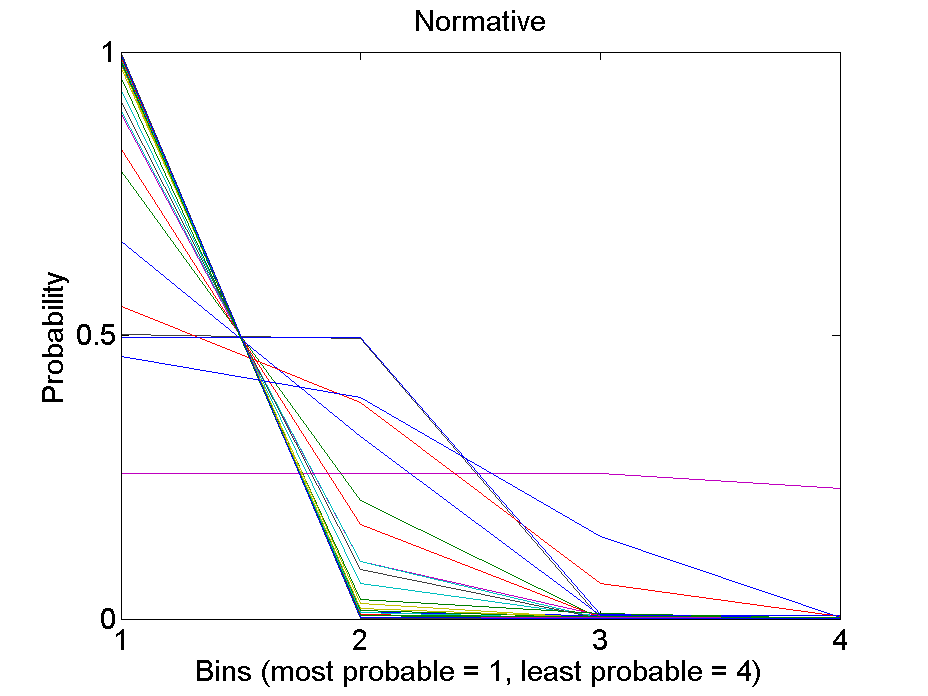 Normative
1
0.5
0
Probability
1 2 3 4
Bins (most probable = 1, least probable = 4)